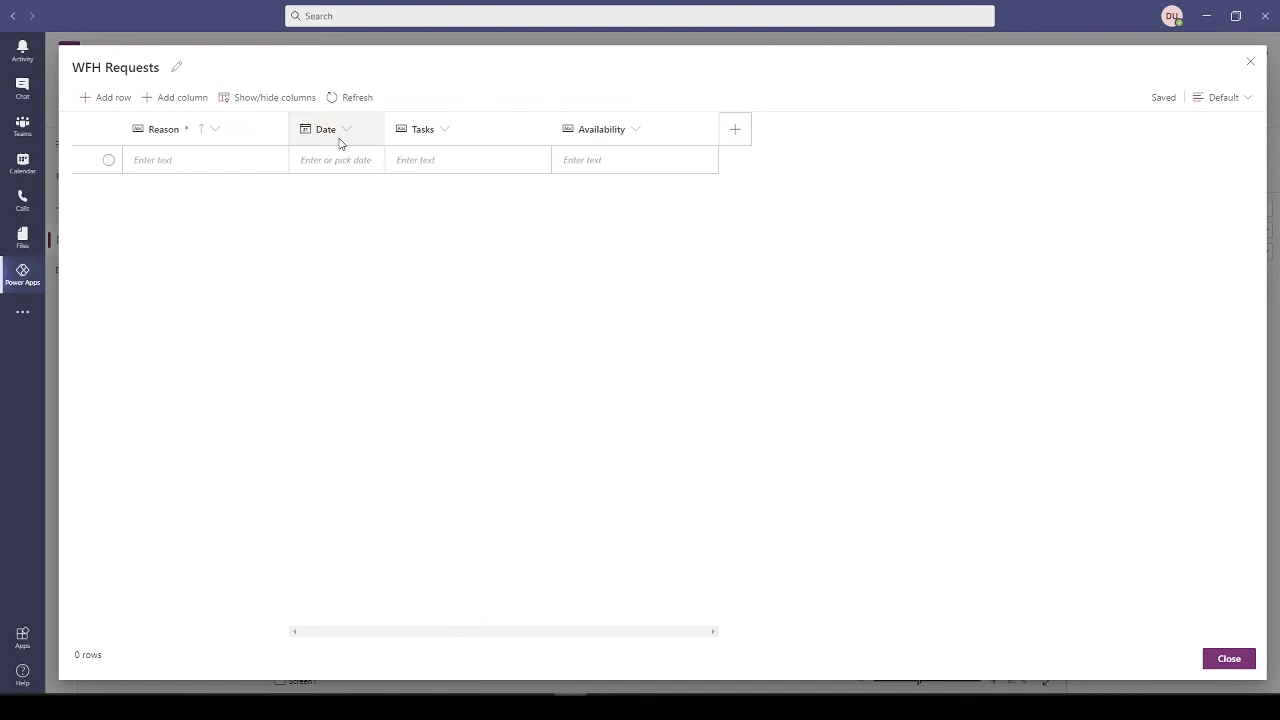 Search
DU
Activity
Chat
Teams
Calendar
Calls
Files
Power Apps
Apps
Help
WFH Requests
Add row
Add column
Show/hide columns
Refresh
Saved
Default
Reason *
Date
Tasks
Availability
Enter text
Enter or pick date
Enter text
Enter text
0 rows
Close
Screen1